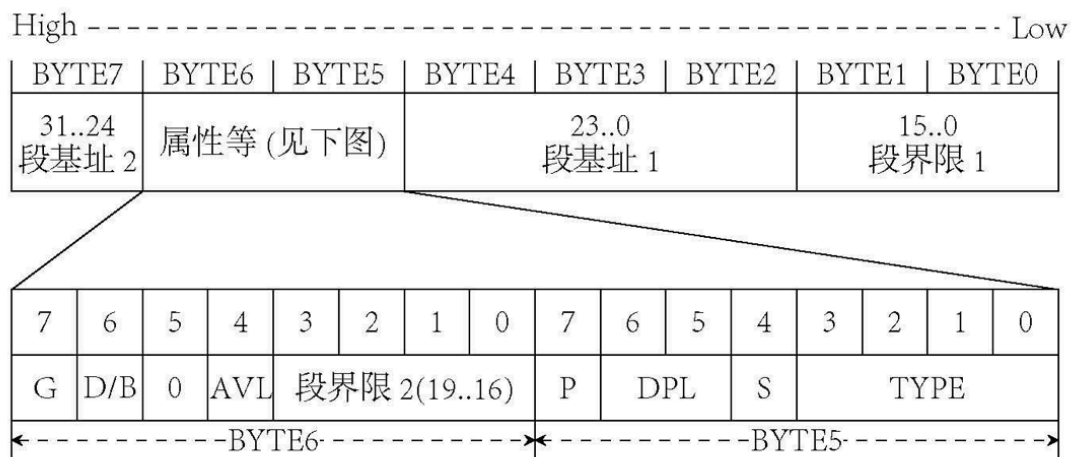 High Low
BYTE7 BYTE6 BYTE5 BYTE4 BYTE3 BYTE2 BYTE1 BYTE0
31..24 23..0 15..0
段基址 2 属性等 (见下图) 段基址 1 段界限 1
7 6 5 4 3 2 1 0 7 6 5 4 3 2 1 0
G D/B 0 AVL 段界限 2(19..16) P DPL S TYPE
BYTE6 BYTE5